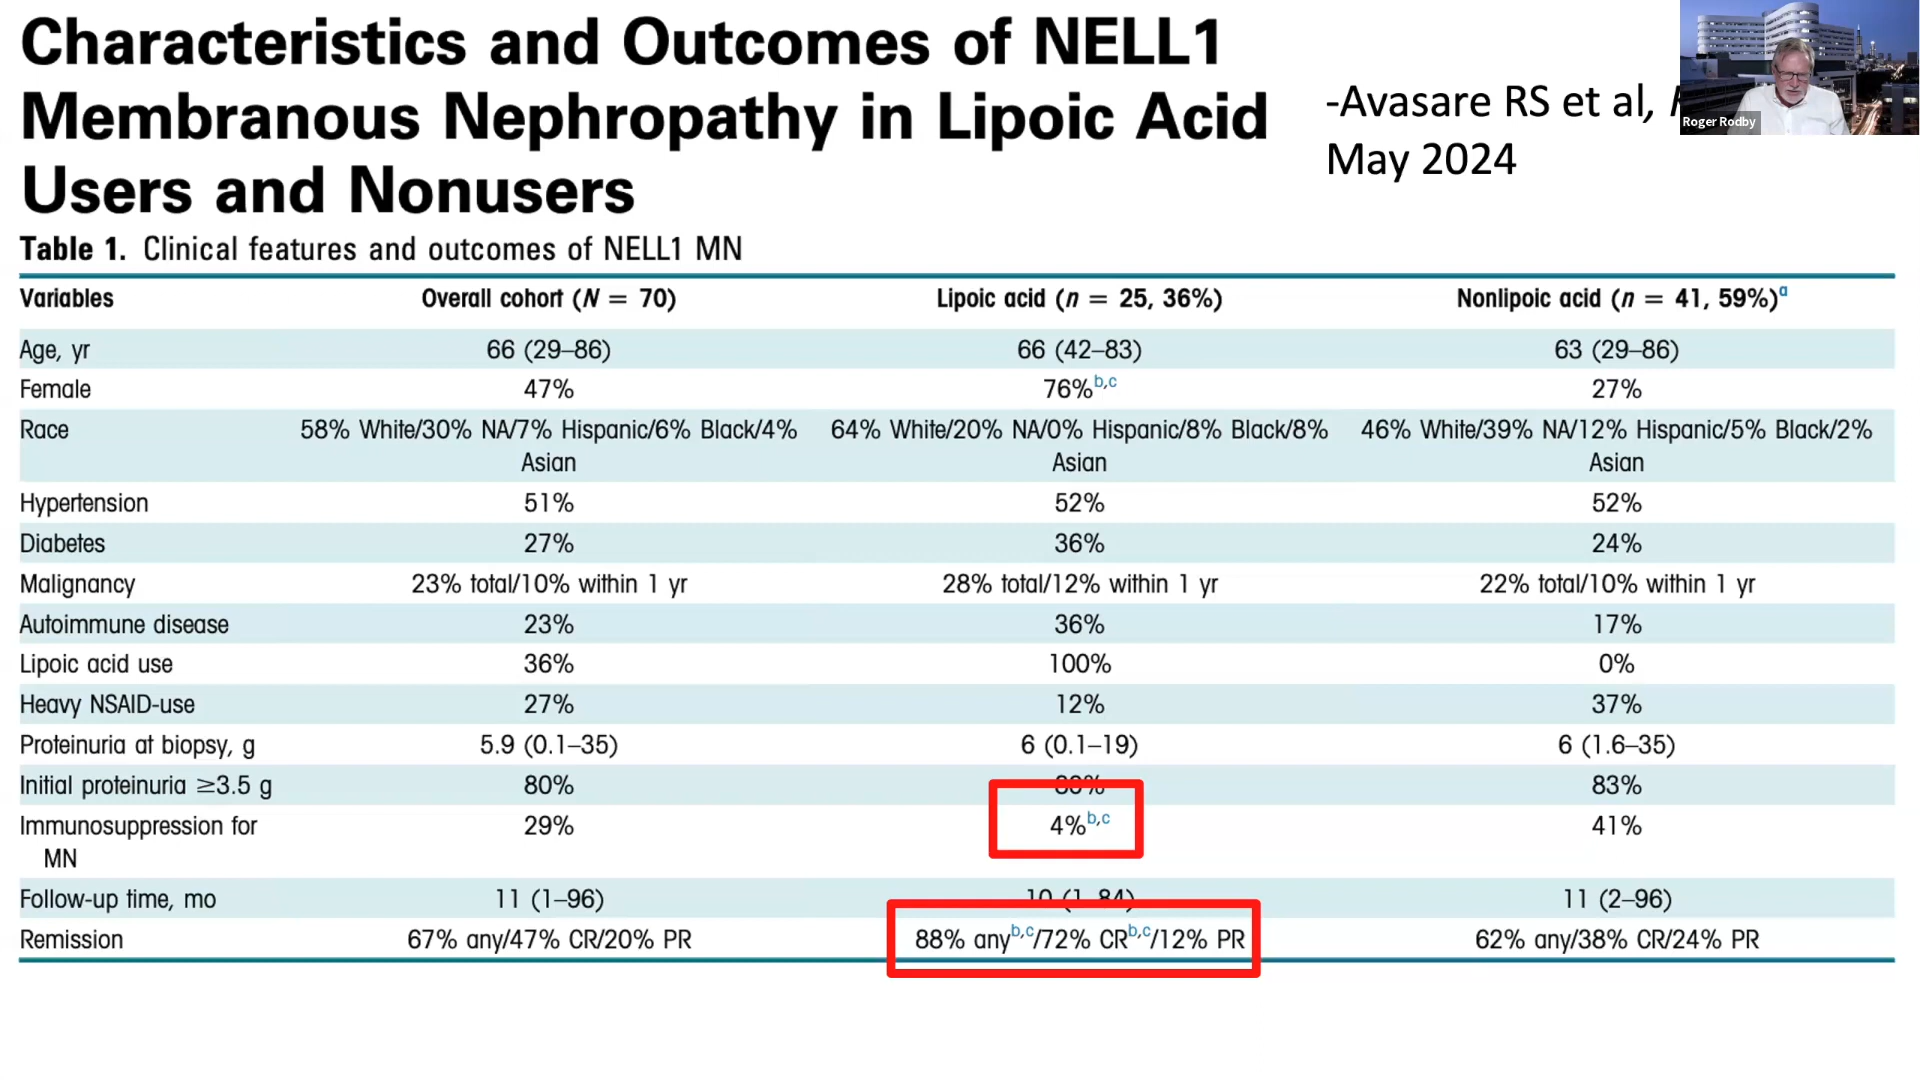 Characteristics and Outcomes of NELL1
Membranous Nephropathy in Lipoic Acid
Users and Nonusers
-Avasare RS et al,
May 2024
Roger Rodby
Table 1. Clinical features and outcomes of NELL1 MN
Variables Overall cohort (N = 70) Lipoic acid (n = 25, 36%) Nonlipoic acid (n = 41, 59%)a
Age, yr 66 (29–86) 66 (42–83) 63 (29–86)
Female 47% 76%b,c 27%
Race 58% White/30% NA/7% Hispanic/6% Black/4% 64% White/20% NA/0% Hispanic/8% Black/8% 46% White/39% NA/12% Hispanic/5% Black/2%
Asian Asian Asian
Hypertension 51% 52% 52%
Diabetes 27% 36% 24%
Malignancy 23% total/10% within 1 yr 28% total/12% within 1 yr 22% total/10% within 1 yr
Autoimmune disease 23% 36% 17%
Lipoic acid use 36% 100% 0%
Heavy NSAID-use 27% 12% 37%
Proteinuria at biopsy, g 5.9 (0.1–35) 6 (0.1–19) 6 (1.6–35)
Initial proteinuria ≥3.5 g 80% 83%
Immunosuppression for 29% 4%b,c 41%
MN
Follow-up time, mo 11 (1–96) 10 (1–84) 11 (2–96)
Remission 67% any/47% CR/20% PR 88% anyb,c/72% CRb,c/12% PR 62% any/38% CR/24% PR